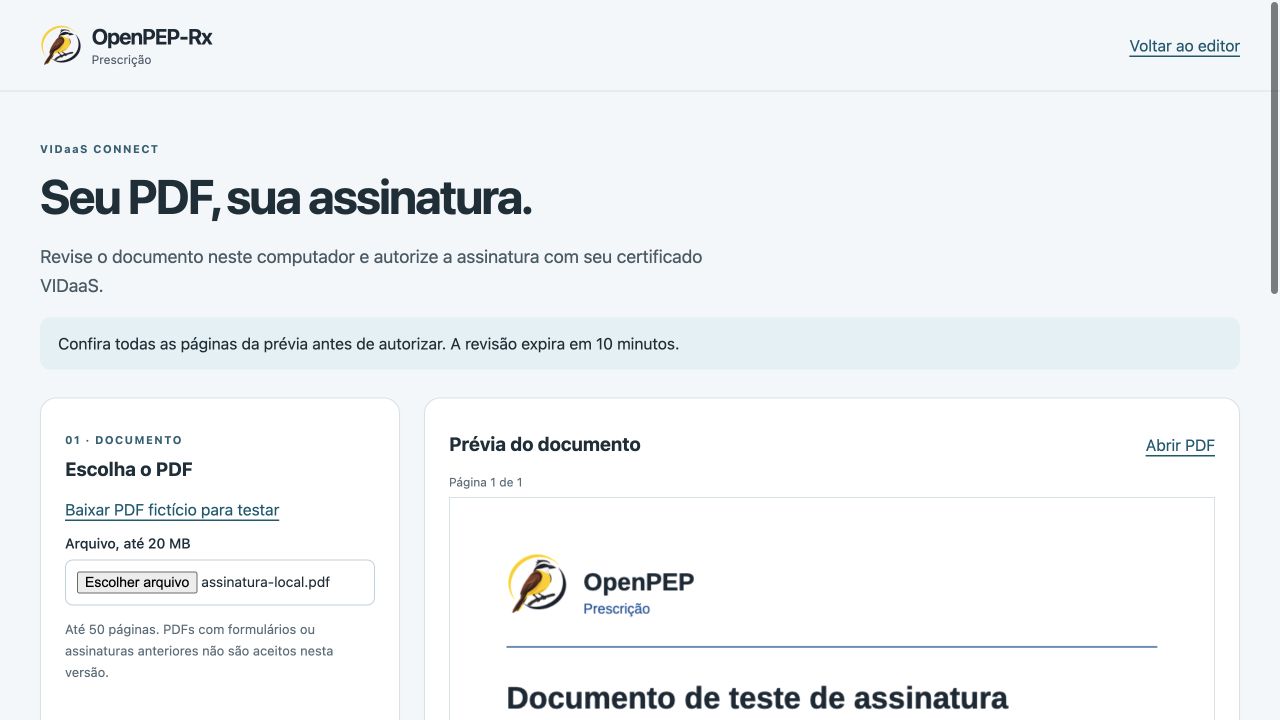 OpenPEP-Rx
Prescrição
Voltar ao editor
VIDaaS CONNECT
Seu PDF, sua assinatura.
Revise o documento neste computador e autorize a assinatura com seu certificado
VIDaaS.
Confira todas as páginas da prévia antes de autorizar. A revisão expira em 10 minutos.
01 · DOCUMENTO
Escolha o PDF
Baixar PDF fictício para testar
Arquivo, até 20 MB
Escolher arquivo assinatura-local.pdf
Até 50 páginas. PDFs com formulários ou
assinaturas anteriores não são aceitos nesta
versão.
Prévia do documento
Abrir PDF
Página 1 de 1
OpenPEP
Prescrição
Documento de teste de assinatura